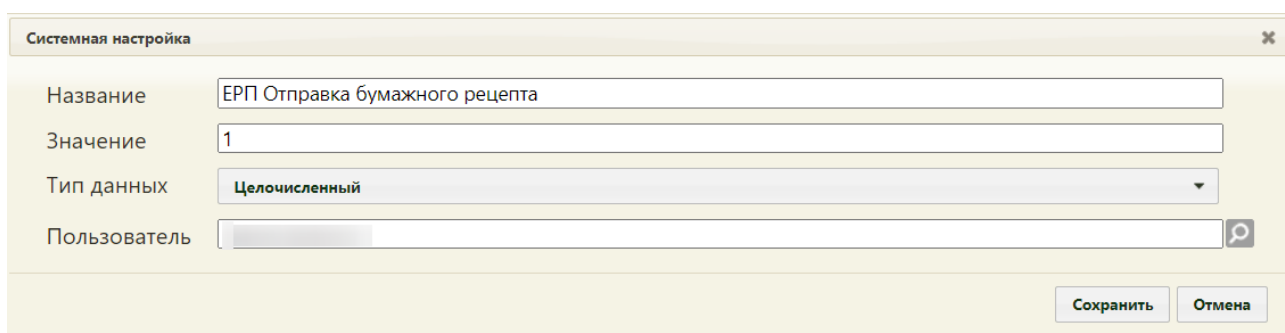 Системная настройка
Название ЕРП Отправка бумажного рецепта
Значение 1
Тип данных Целочисленный
Пользователь
Сохранить Отмена